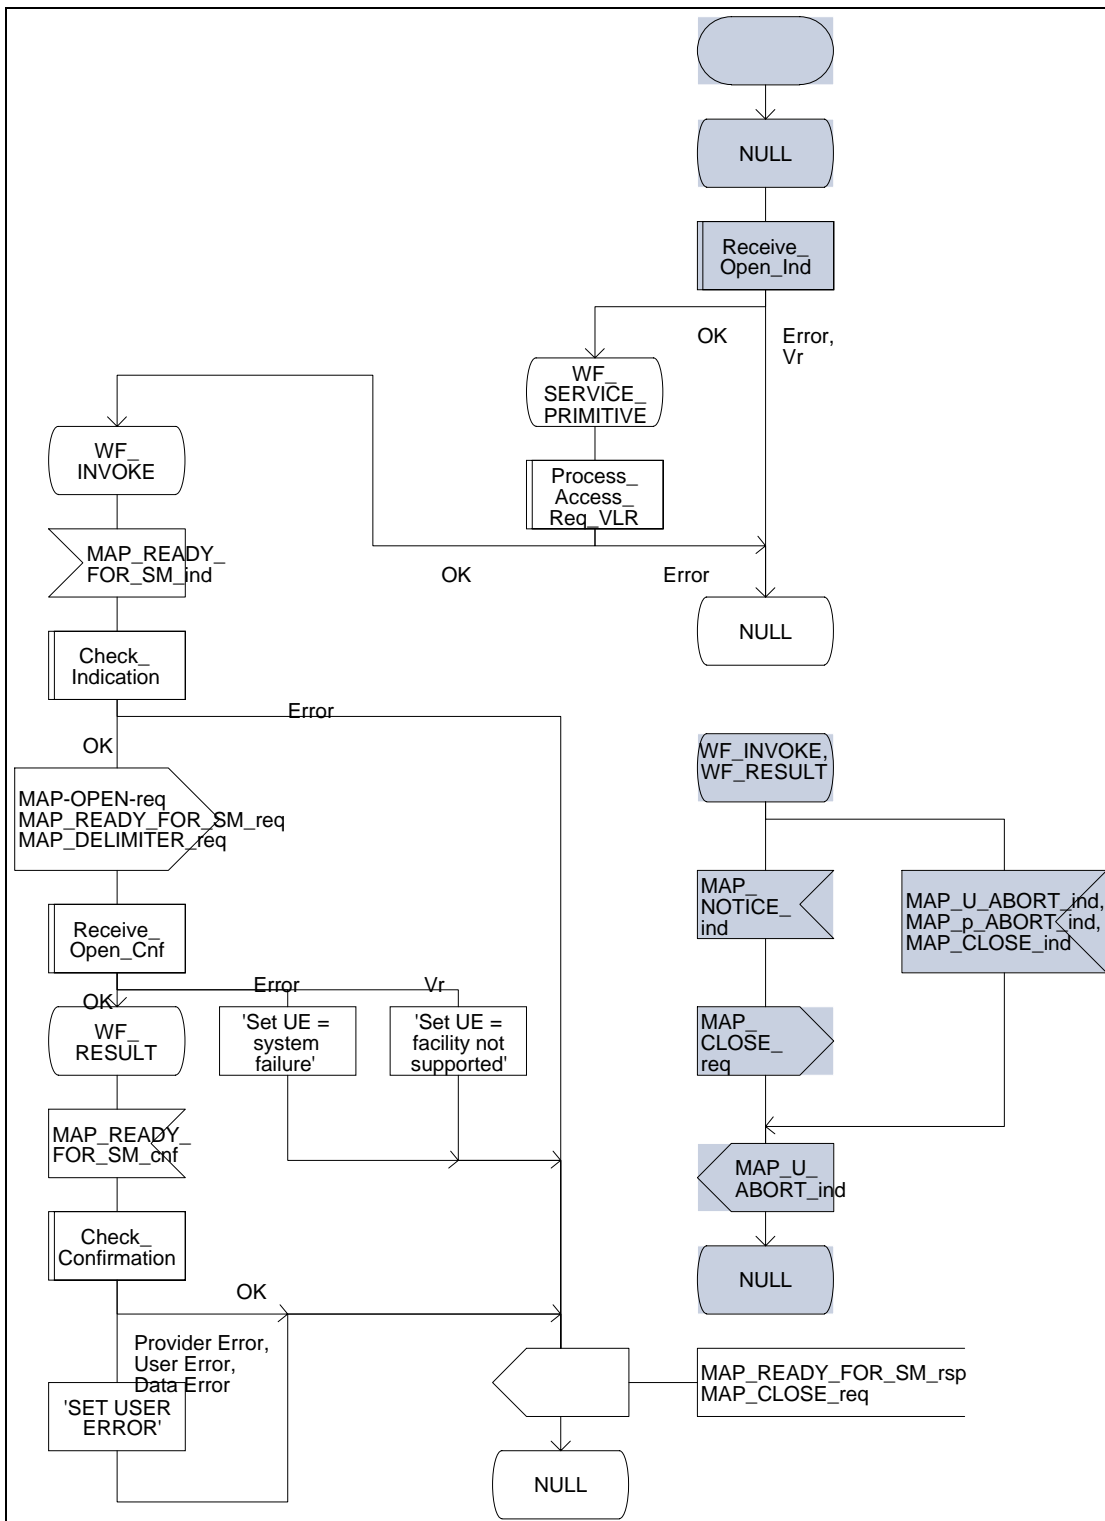 NULL
Receive_
Open_Ind
OK
Error,
Vr
WF_
SERVICE_
PRIMITIVE
WF_
INVOKE
Process_
Access_
Req_VLR
MAP_READY_
FOR_SM_ind
OK
Error
NULL
Check_
Indication
Error
OK
WF_INVOKE,
WF_RESULT
MAP-OPEN-req
MAP_READY_FOR_SM_req
MAP_DELIMITER_req
MAP_
NOTICE_
ind
MAP_U_ABORT_ind,
MAP_p_ABORT_ind,
MAP_CLOSE_ind
Receive_
Open_Cnf
OK
Error
Vr
WF_
RESULT
'Set UE =
system
failure'
'Set UE =
facility not
supported'
MAP_
CLOSE_
req
MAP_READY_
FOR_SM_cnf
MAP_U_
ABORT_ind
Check_
Confirmation
NULL
OK
Provider Error,
User Error,
Data Error
MAP_READY_FOR_SM_rsp
MAP_CLOSE_req
'SET USER
ERROR'
NULL